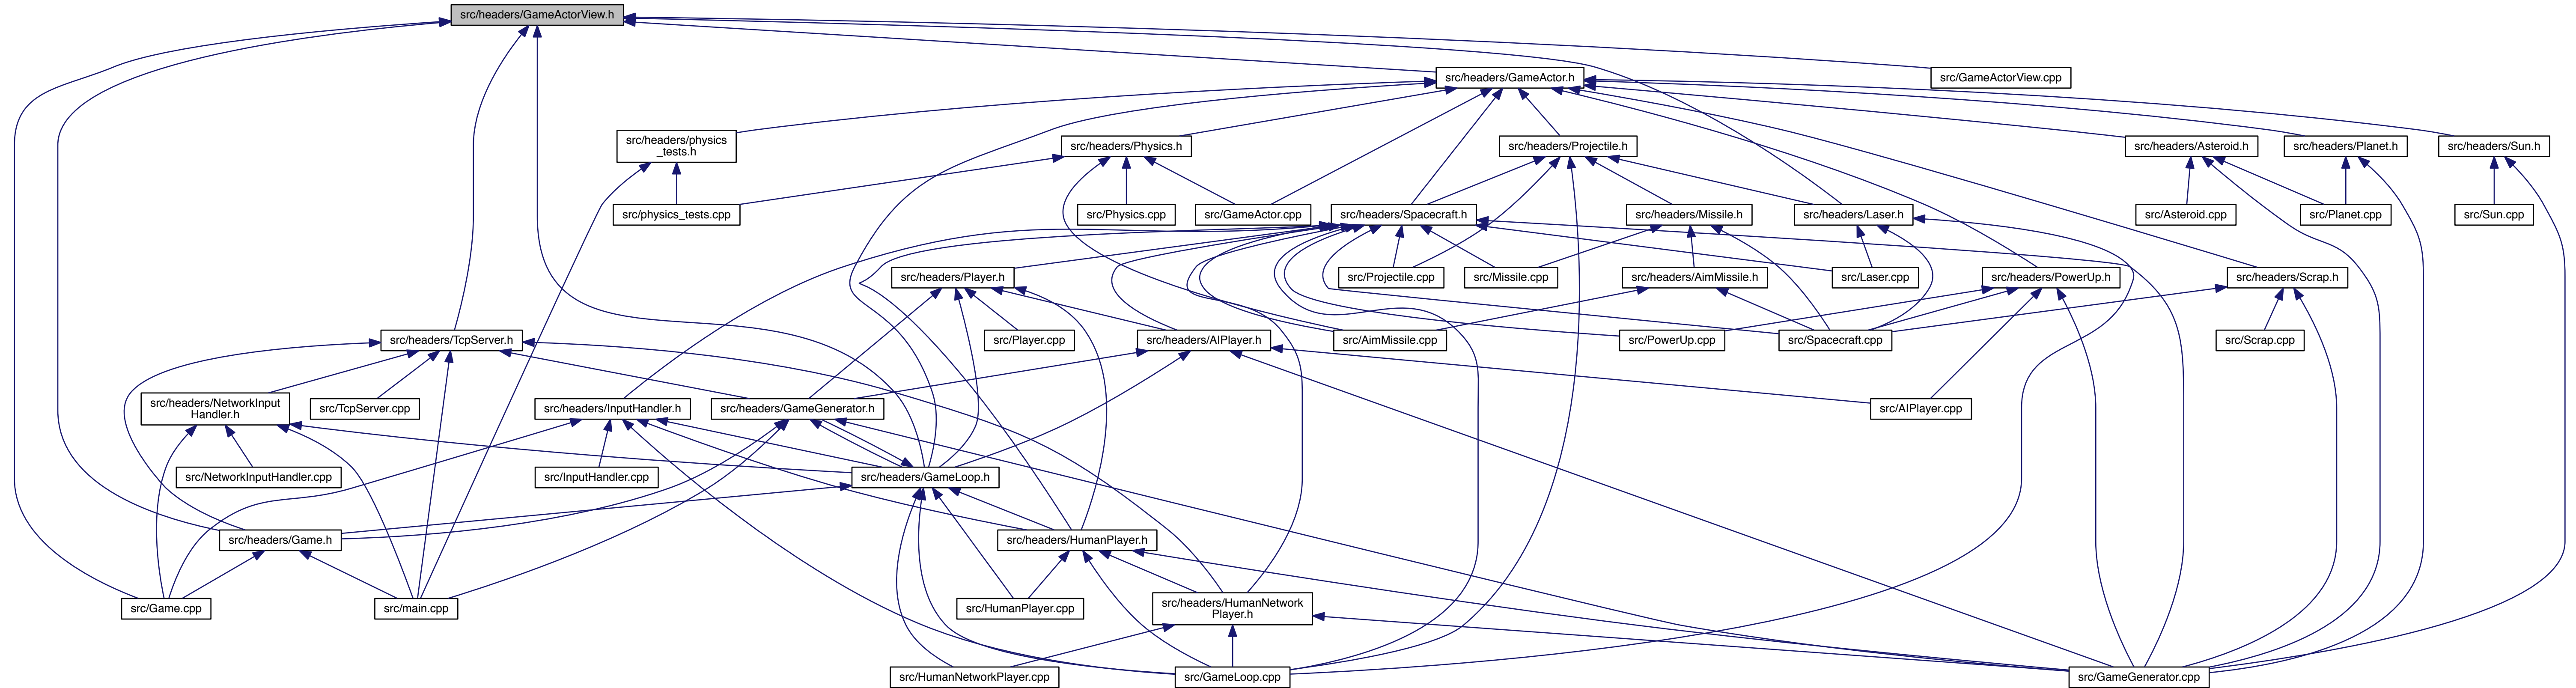 src/headers/GameActorView.h
src/headers/GameActor.h
src/GameActorView.cpp
src/headers/physics
_tests.h
src/headers/Physics.h
src/headers/Projectile.h
src/headers/Asteroid.h
src/headers/Planet.h
src/headers/Sun.h
src/physics_tests.cpp
src/Physics.cpp
src/GameActor.cpp
src/headers/Spacecraft.h
src/headers/Missile.h
src/headers/Laser.h
src/Asteroid.cpp
src/Planet.cpp
src/Sun.cpp
src/headers/Player.h
src/Projectile.cpp
src/Missile.cpp
src/headers/AimMissile.h
src/Laser.cpp
src/headers/PowerUp.h
src/headers/Scrap.h
src/headers/TcpServer.h
src/Player.cpp
src/headers/AIPlayer.h
src/AimMissile.cpp
src/PowerUp.cpp
src/Spacecraft.cpp
src/Scrap.cpp
src/headers/NetworkInput
Handler.h
src/TcpServer.cpp
src/headers/InputHandler.h
src/headers/GameGenerator.h
src/AIPlayer.cpp
src/NetworkInputHandler.cpp
src/InputHandler.cpp
src/headers/GameLoop.h
src/headers/Game.h
src/headers/HumanPlayer.h
src/Game.cpp
src/main.cpp
src/HumanPlayer.cpp
src/headers/HumanNetwork
Player.h
src/HumanNetworkPlayer.cpp
src/GameLoop.cpp
src/GameGenerator.cpp